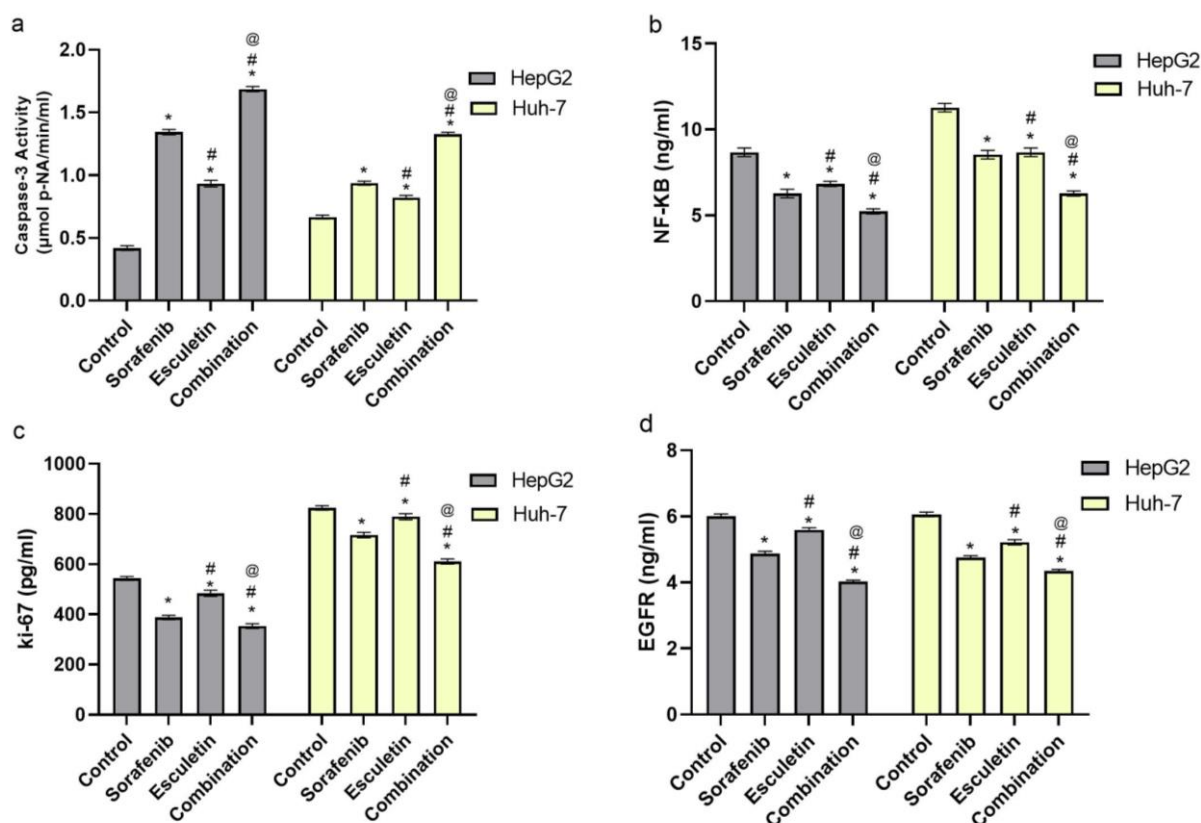 a
Caspase-3 Activity
(µmol p-NA/min/ml)
2.0
1.5
1.0
0.5
0.0
*
#
*
@
#
*
*
#
*
@
#
*
HepG2
Huh-7
Control
Sorafenib
Esculetin
Combination
Control
Sorafenib
Esculetin
Combination
b
NF-KB (ng/ml)
15
10
5
0
*
#
*
@
#
*
*
#
*
@
#
*
HepG2
Huh-7
Control
Sorafenib
Esculetin
Combination
Control
Sorafenib
Esculetin
Combination
c
ki-67 (pg/ml)
1000
800
600
400
200
0
*
#
*
@
#
*
*
#
*
@
#
*
HepG2
Huh-7
Control
Sorafenib
Esculetin
Combination
Control
Sorafenib
Esculetin
Combination
d
EGFR (ng/ml)
8
6
4
2
0
*
#
*
@
#
*
*
#
*
@
#
*
HepG2
Huh-7
Control
Sorafenib
Esculetin
Combination
Control
Sorafenib
Esculetin
Combination